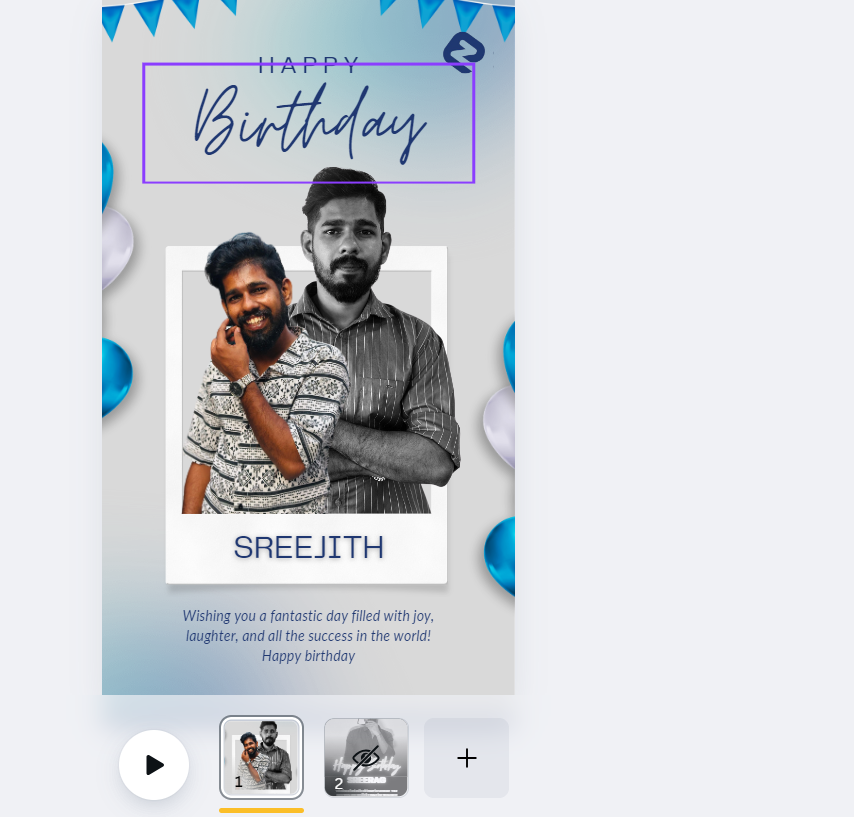 HAPPY
Birthday
SREEJITH
Wishing you a fantastic day filled with joy,
laughter, and all the success in the world!
Happy birthday
1
2